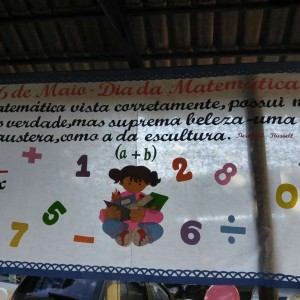 6 de Maio - Dia da Matemática
atemática vista corretamente, possui n
verdade, mas suprema beleza - uma
austera, como a da escultura. Russell
(a + b)
+ 1 2 8 0
x
5
7 - 6 ÷